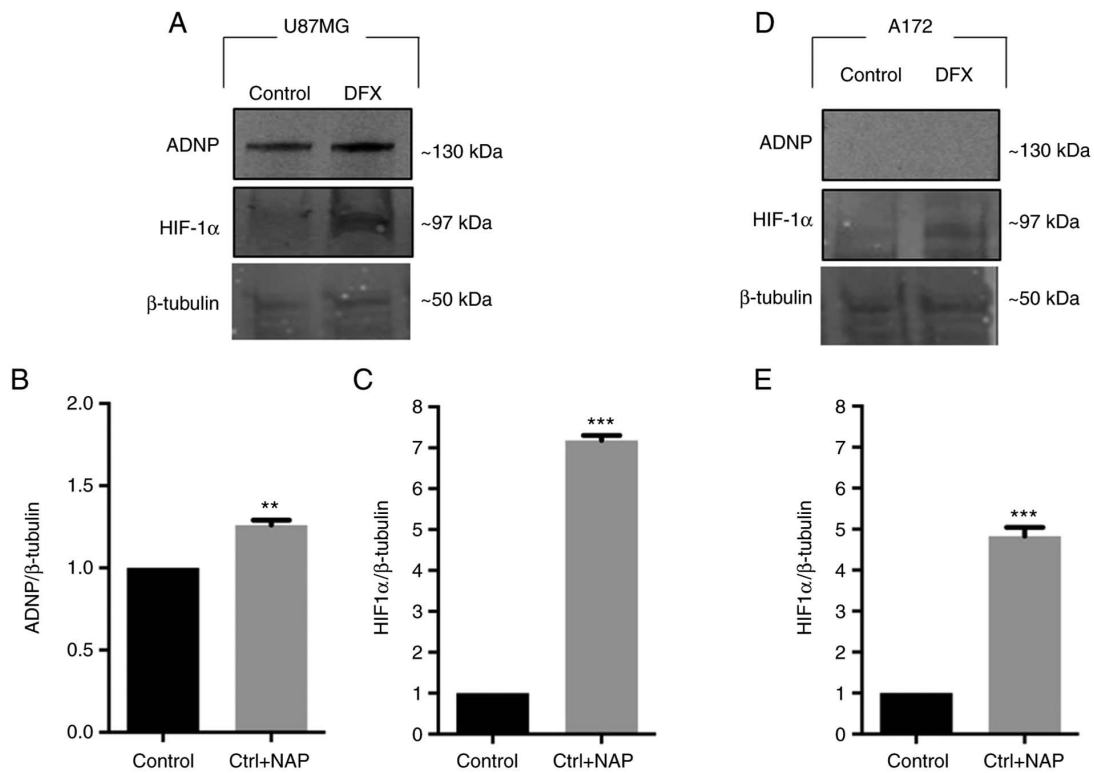 A
U87MG
Control DFX
ADNP ~130 kDa
HIF-1α ~97 kDa
β-tubulin ~50 kDa
D
A172
Control DFX
ADNP ~130 kDa
HIF-1α ~97 kDa
β-tubulin ~50 kDa
B
2.0
1.5
1.0
0.5
0.0
ADNP/β-tubulin
**
Control Ctrl+NAP
C
8
7
6
5
4
3
2
1
0
HIF1α/β-tubulin
***
Control Ctrl+NAP
E
8
7
6
5
4
3
2
1
0
HIF1α/β-tubulin
***
Control Ctrl+NAP